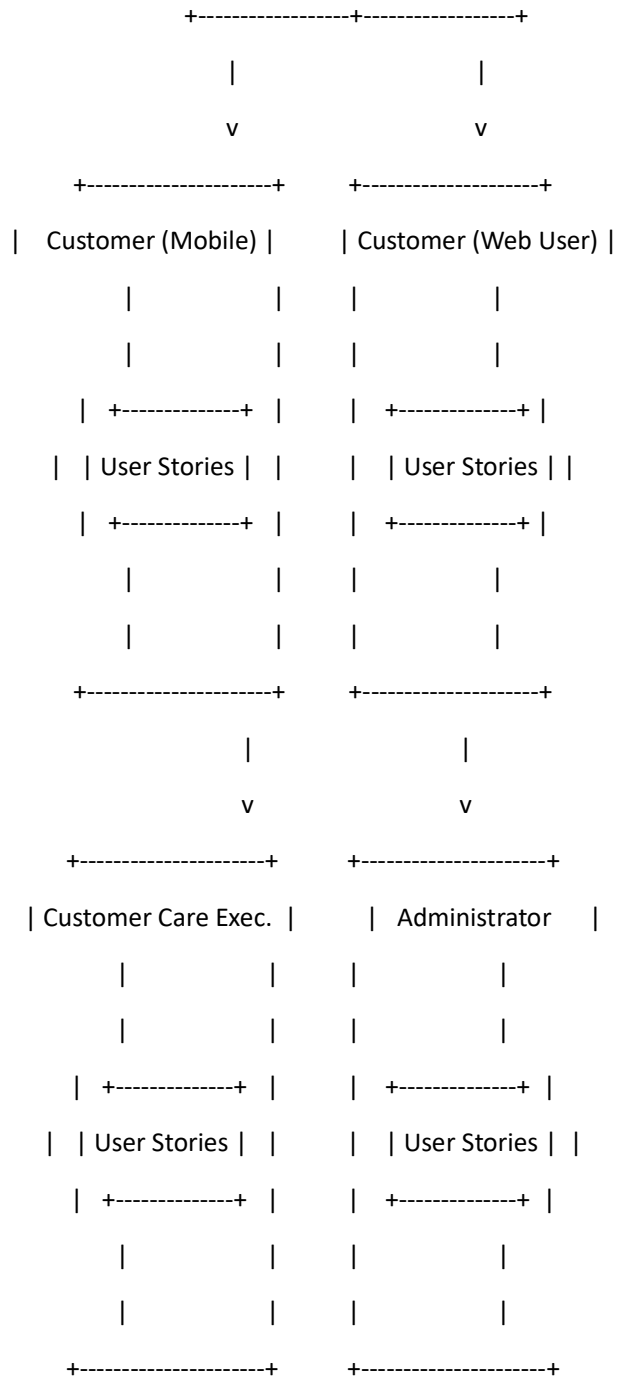 +------------------+-----------------+
| |
v v
+----------------------+ +---------------------+
| Customer (Mobile) | | Customer (Web User) |
| | | |
| | | |
| +--------------+ | | +--------------+ |
| | User Stories | | | | User Stories | |
| +--------------+ | | +--------------+ |
| | | |
| | | |
+----------------------+ +---------------------+
| |
v v
+----------------------+ +----------------------+
| Customer Care Exec. | | Administrator |
| | | |
| | | |
| +--------------+ | | +--------------+ |
| | User Stories | | | | User Stories | |
| +--------------+ | | +--------------+ |
| | | |
| | | |
+----------------------+ +----------------------+